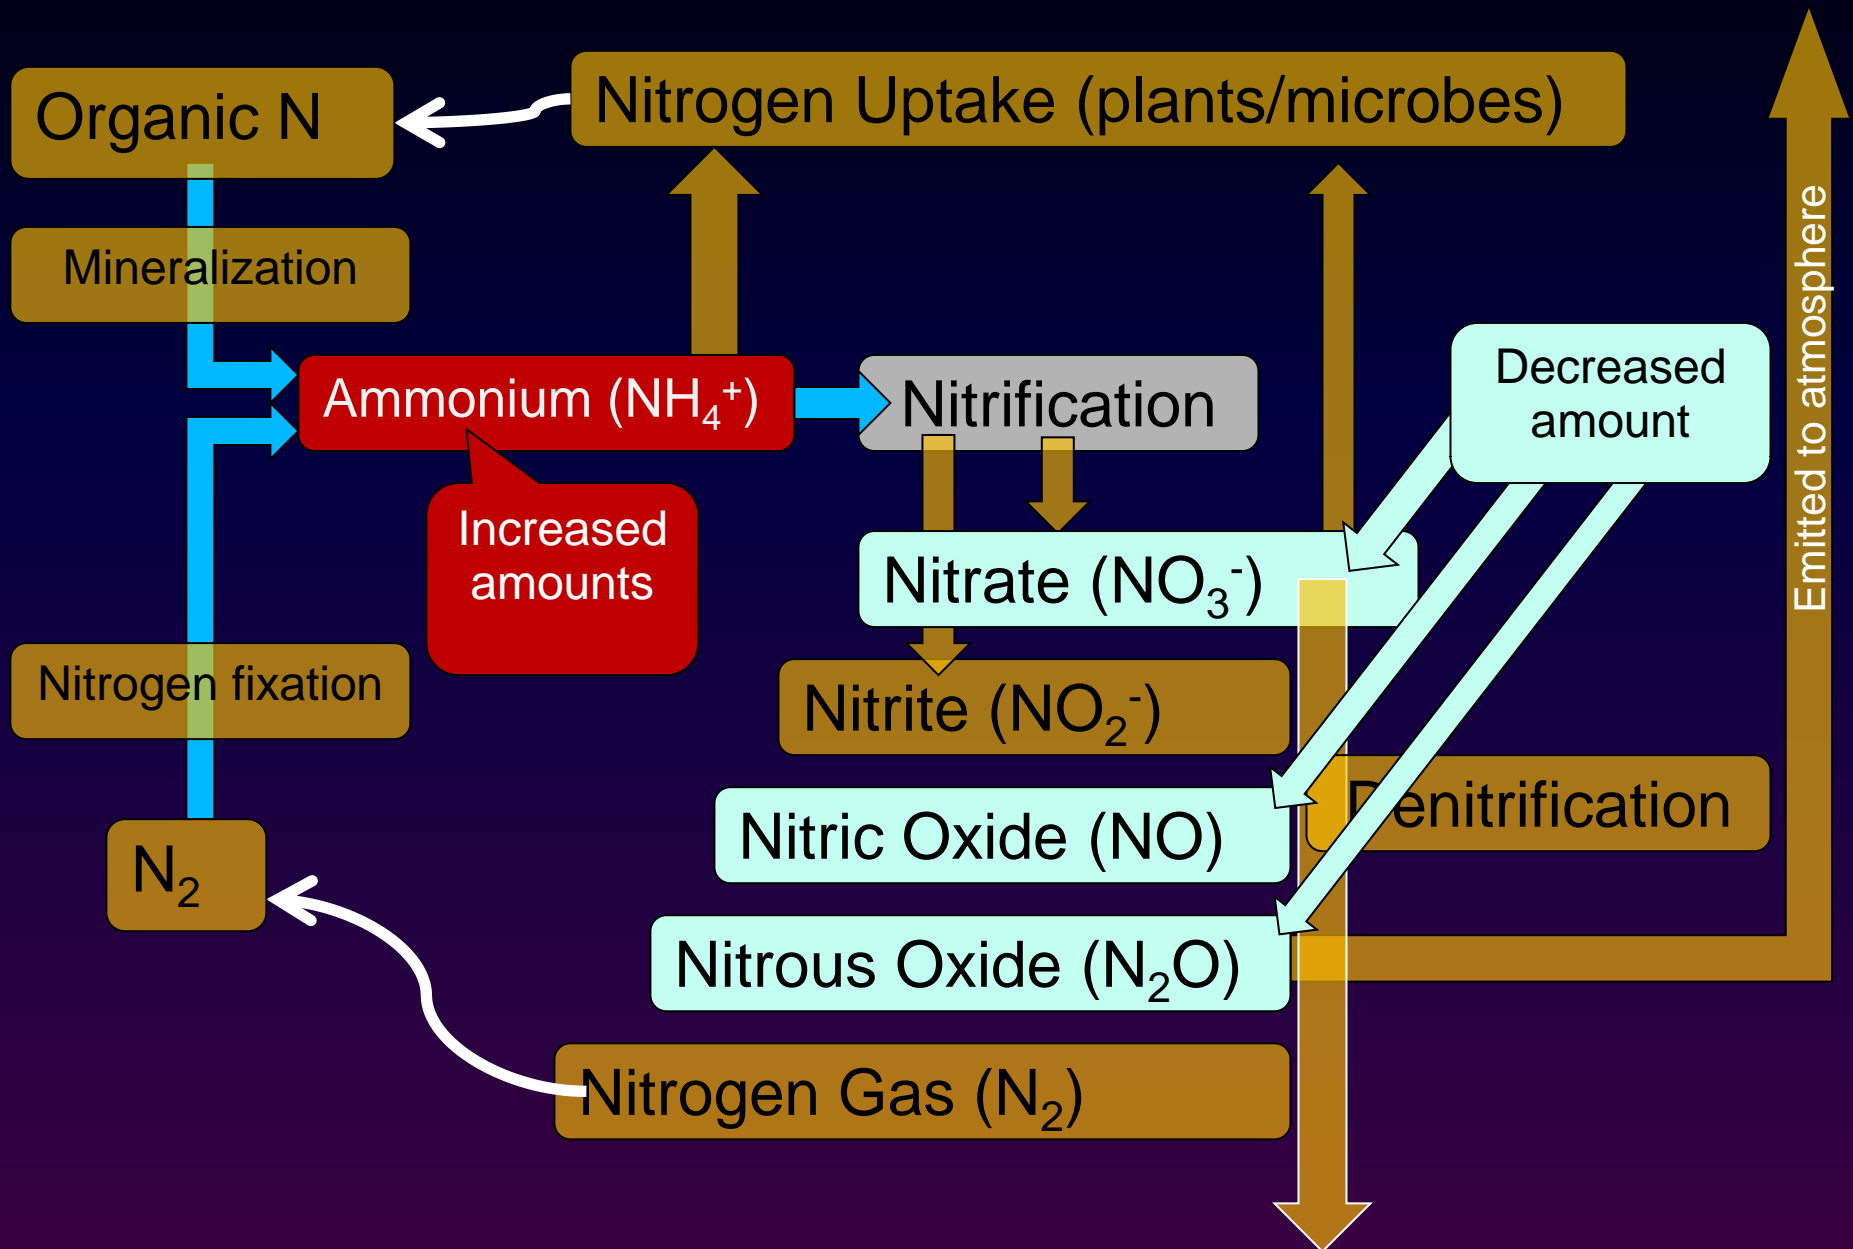 Organic N
Nitrogen Uptake (plants/microbes)
Mineralization
Ammonium (NH₄⁺)
Nitrification
Decreased
amount
Emitted to atmosphere
Increased
amounts
Nitrate (NO₃⁻)
Nitrogen fixation
Nitrite (NO₂⁻)
Denitrification
Nitric Oxide (NO)
N₂
Nitrous Oxide (N₂O)
Nitrogen Gas (N₂)